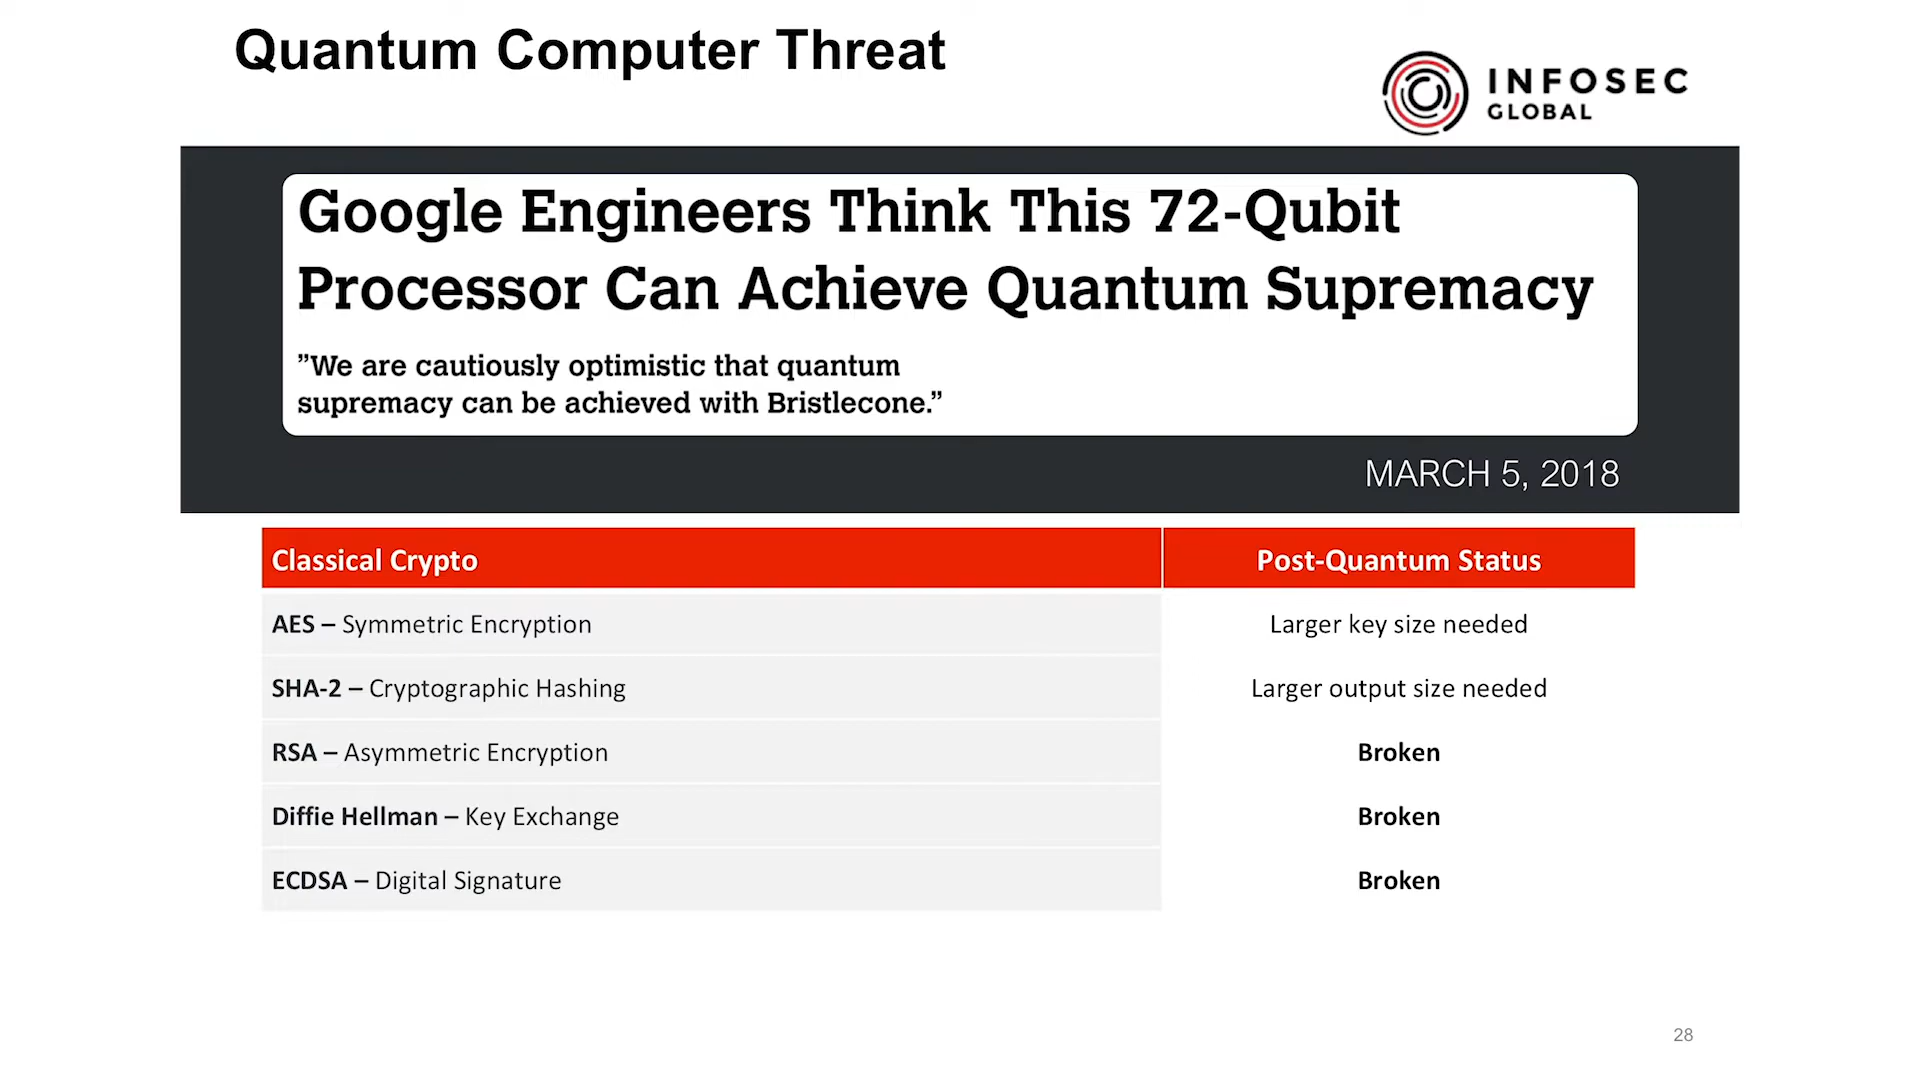 Quantum Computer Threat
INFOSEC
GLOBAL
Google Engineers Think This 72-Qubit
Processor Can Achieve Quantum Supremacy
”We are cautiously optimistic that quantum
supremacy can be achieved with Bristlecone.”
MARCH 5, 2018
Classical Crypto Post-Quantum Status
AES – Symmetric Encryption Larger key size needed
SHA-2 – Cryptographic Hashing Larger output size needed
RSA – Asymmetric Encryption Broken
Diffie Hellman – Key Exchange Broken
ECDSA – Digital Signature Broken
28